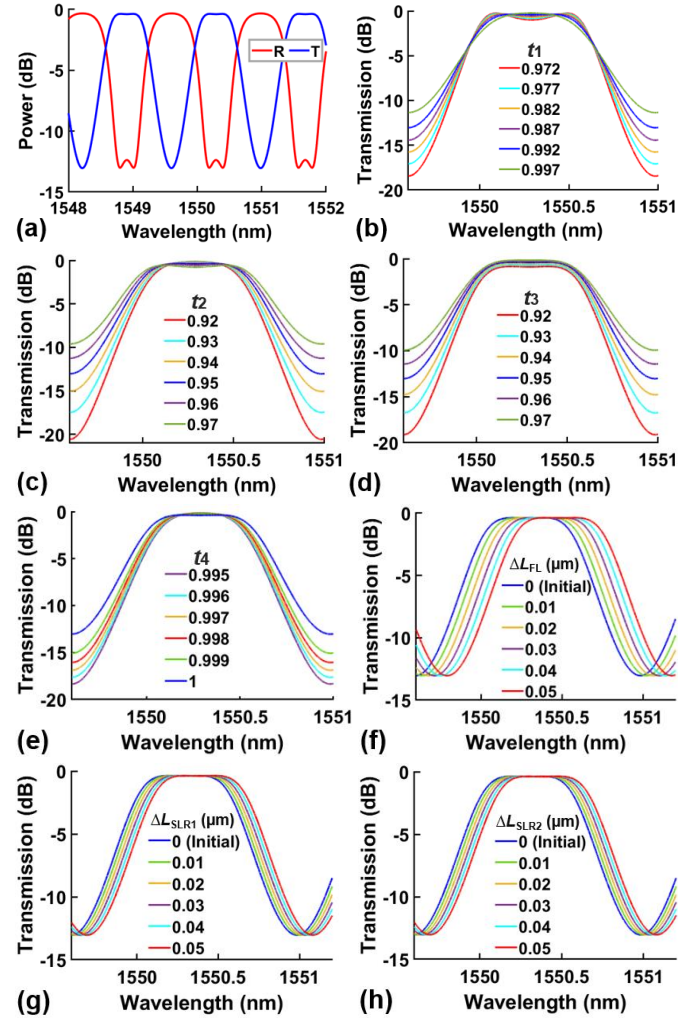 0
-5
-10
-15
Power (dB)
R T
1548 1549 1550 1551 1552
Wavelength (nm)
(a)
0
-5
-10
-15
-20
Transmission (dB)
t1
0.972
0.977
0.982
0.987
0.992
0.997
1550 1550.5 1551
Wavelength (nm)
(b)
0
-5
-10
-15
-20
Transmission (dB)
t2
0.92
0.93
0.94
0.95
0.96
0.97
1550 1550.5 1551
Wavelength (nm)
(c)
0
-5
-10
-15
-20
Transmission (dB)
t3
0.92
0.93
0.94
0.95
0.96
0.97
1550 1550.5 1551
Wavelength (nm)
(d)
0
-5
-10
-15
-20
Transmission (dB)
t4
0.995
0.996
0.997
0.998
0.999
1
1550 1550.5 1551
Wavelength (nm)
(e)
0
-5
-10
-15
Transmission (dB)
ΔLFL (µm)
0 (Initial)
0.01
0.02
0.03
0.04
0.05
1550 1550.5 1551
Wavelength (nm)
(f)
0
-5
-10
-15
Transmission (dB)
ΔLSLR1 (µm)
0 (Initial)
0.01
0.02
0.03
0.04
0.05
1550 1550.5 1551
Wavelength (nm)
(g)
0
-5
-10
-15
Transmission (dB)
ΔLSLR2 (µm)
0 (Initial)
0.01
0.02
0.03
0.04
0.05
1550 1550.5 1551
Wavelength (nm)
(h)